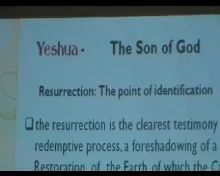 Yeshua - The Son of God
Resurrection: The point of identification
❑ the resurrection is the clearest testimony
redemptive process, a foreshadowing of a
Restoration of the Earth of which the C